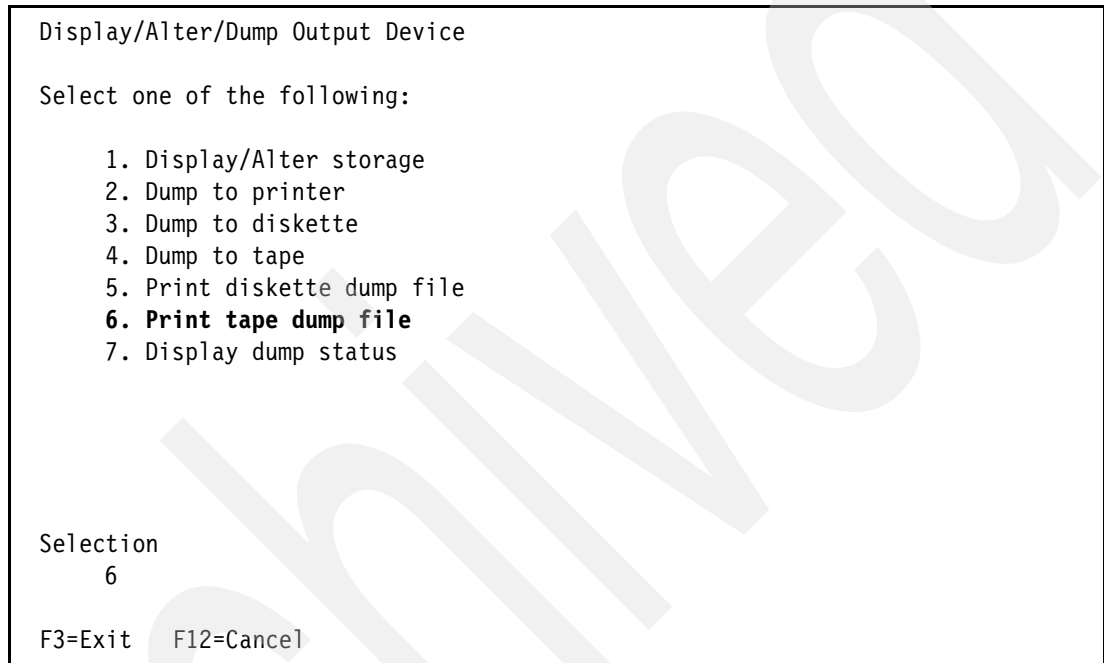 Display/Alter/Dump Output Device
Select one of the following:
1. Display/Alter storage
2. Dump to printer
3. Dump to diskette
4. Dump to tape
5. Print diskette dump file
6. Print tape dump file
7. Display dump status
Selection
6
F3=Exit F12=Cancel
hived